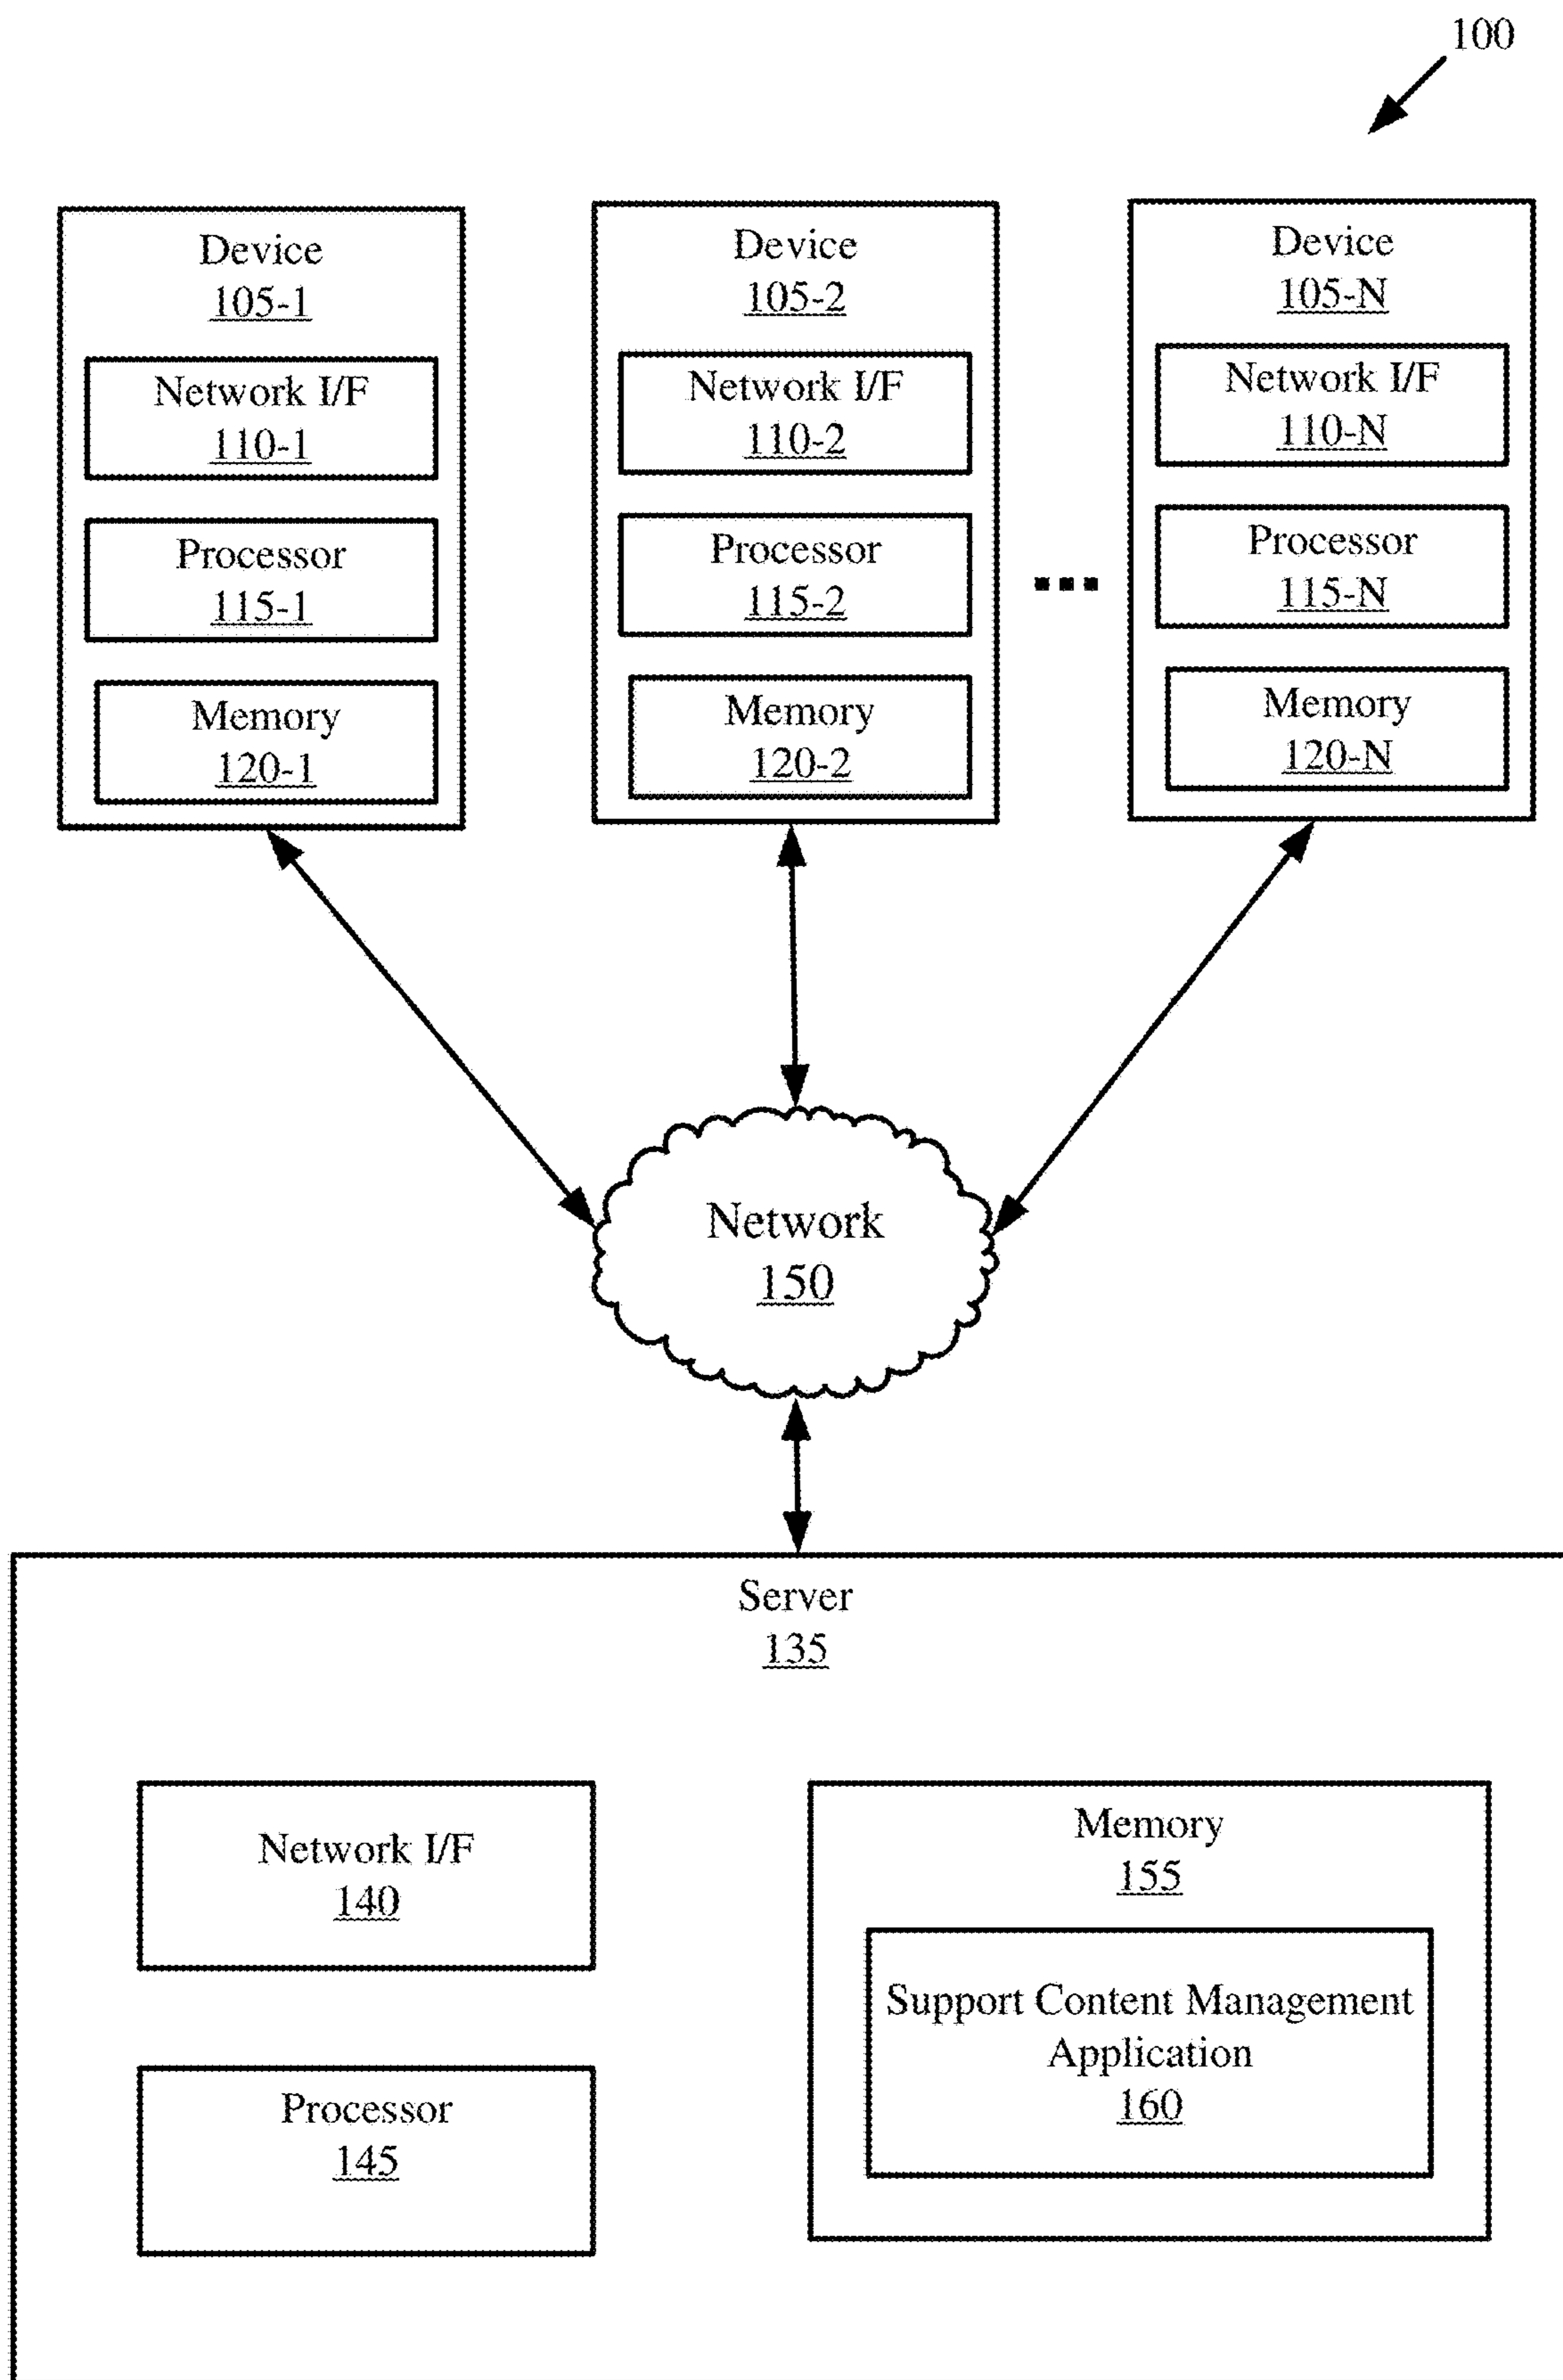 100
Device
105-1
Network I/F
110-1
Processor
115-1
Memory
120-1
Device
105-2
Network I/F
110-2
Processor
115-2
Memory
120-2
Device
105-N
Network I/F
110-N
Processor
115-N
Memory
120-N
Network
150
Server
135
Network I/F
140
Processor
145
Memory
155
Support Content Management
Application
160